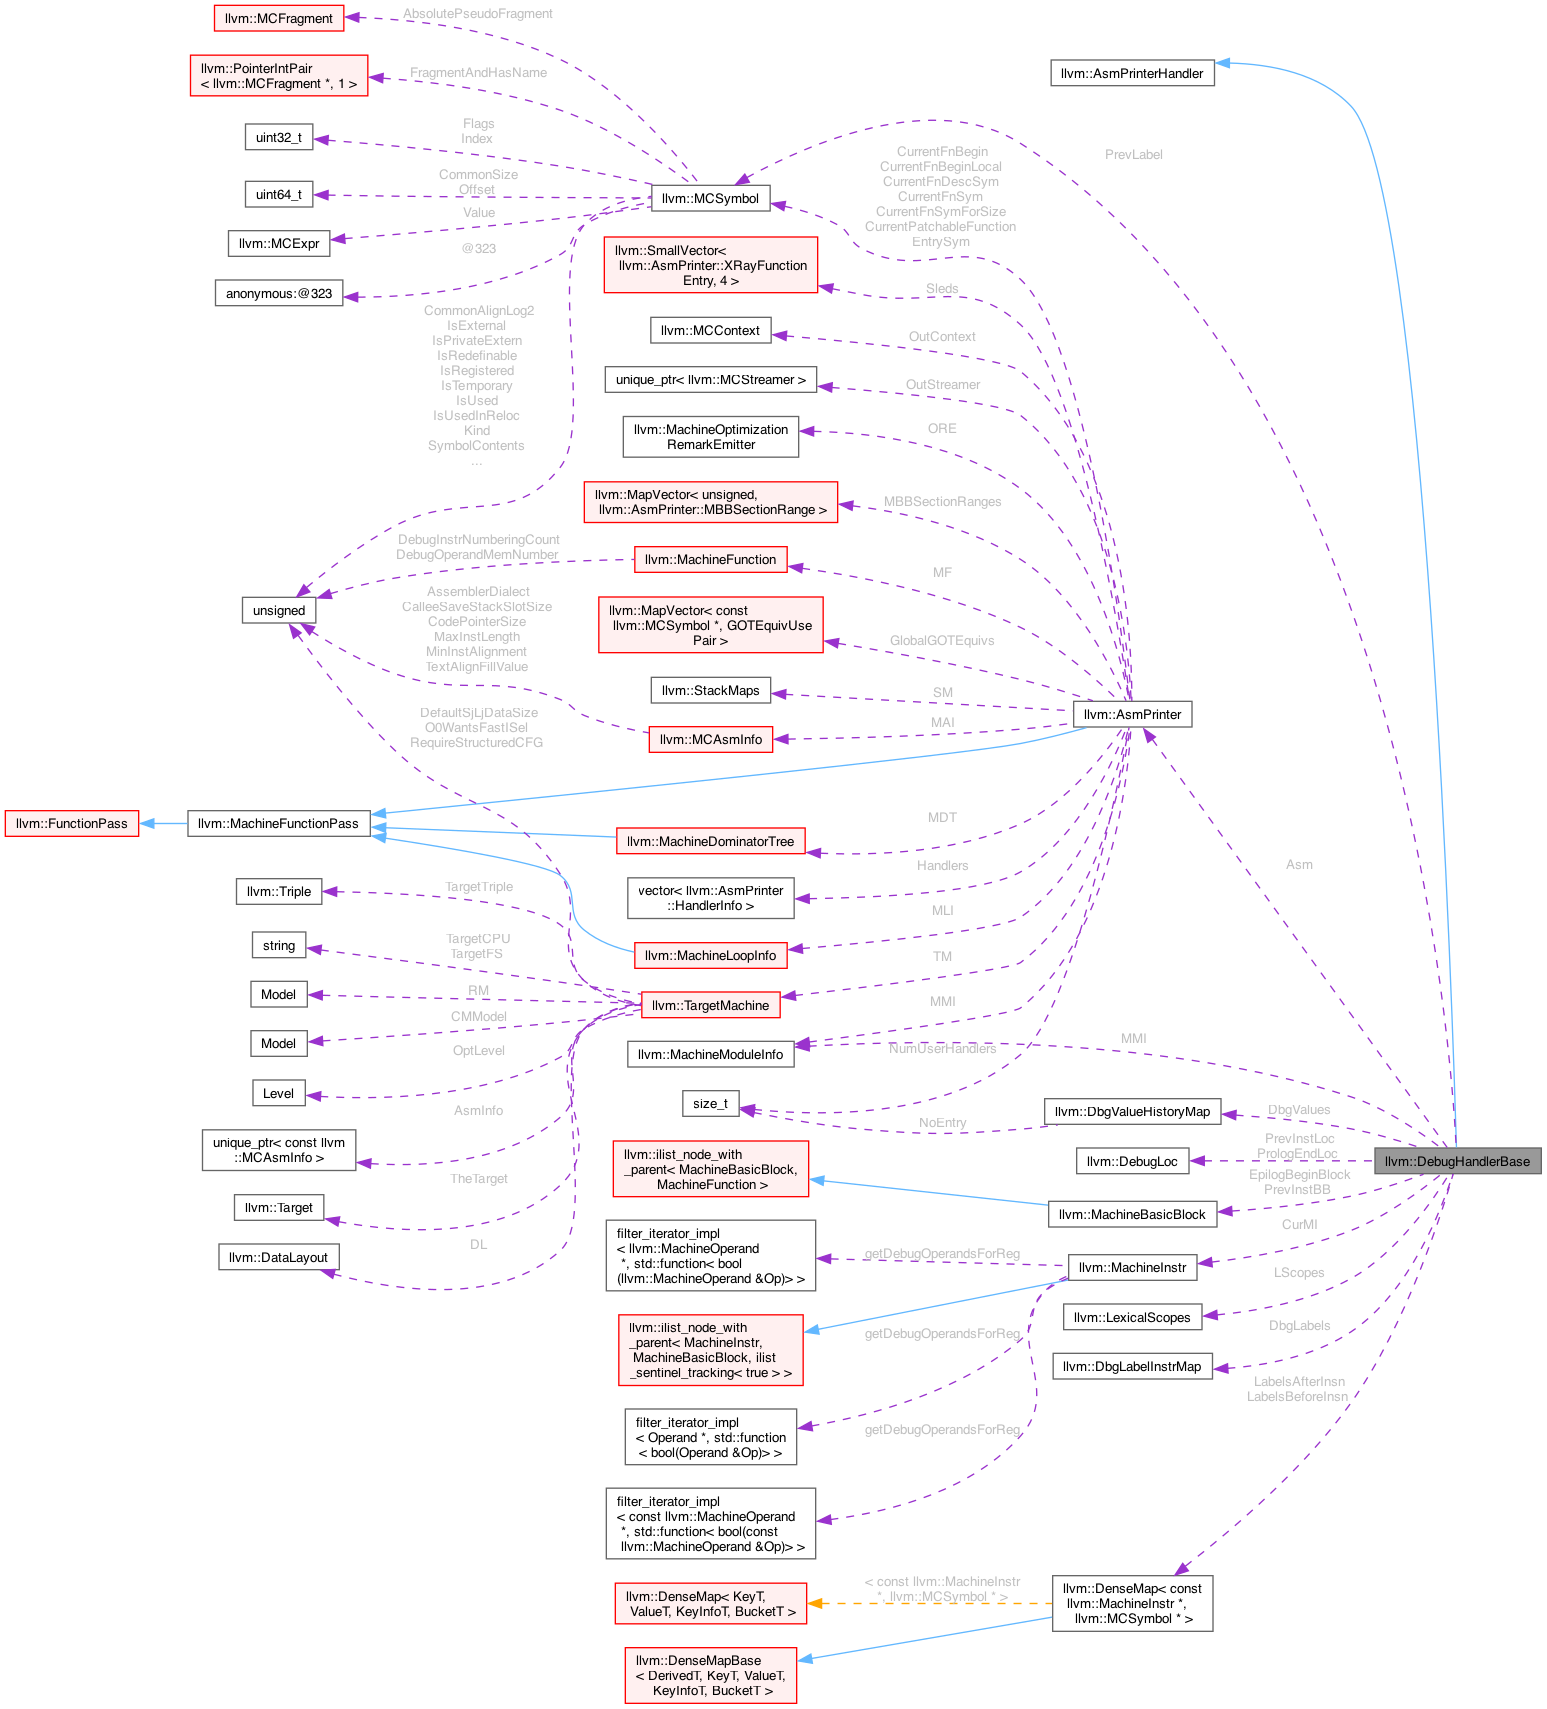 llvm::MCFragment
AbsolutePseudoFragment
llvm::PointerIntPair
< llvm::MCFragment *, 1 >
FragmentAndHasName
llvm::AsmPrinterHandler
uint32_t
Flags
Index
PrevLabel
uint64_t
CommonSize
Offset
llvm::MCSymbol
CurrentFnBegin
CurrentFnBeginLocal
CurrentFnDescSym
CurrentFnSym
CurrentFnSymForSize
CurrentPatchableFunction
EntrySym
llvm::MCExpr
Value
anonymous:@323
@323
llvm::SmallVector<
llvm::AsmPrinter::XRayFunction
Entry, 4 >
Sleds
CommonAlignLog2
IsExternal
IsPrivateExtern
IsRedefinable
IsRegistered
IsTemporary
IsUsed
IsUsedInReloc
Kind
SymbolContents
...
llvm::MCContext
OutContext
unique_ptr< llvm::MCStreamer >
OutStreamer
llvm::MachineOptimization
RemarkEmitter
ORE
llvm::MapVector< unsigned,
llvm::AsmPrinter::MBBSectionRange >
MBBSectionRanges
DebugInstrNumberingCount
DebugOperandMemNumber
llvm::MachineFunction
MF
unsigned
AssemblerDialect
CalleeSaveStackSlotSize
CodePointerSize
MaxInstLength
MinInstAlignment
TextAlignFillValue
llvm::MapVector< const
llvm::MCSymbol *, GOTEquivUse
Pair >
GlobalGOTEquivs
llvm::StackMaps
SM
llvm::AsmPrinter
DefaultSjLjDataSize
O0WantsFastISel
RequireStructuredCFG
llvm::MCAsmInfo
MAI
llvm::FunctionPass
llvm::MachineFunctionPass
llvm::MachineDominatorTree
MDT
Asm
llvm::Triple
TargetTriple
vector< llvm::AsmPrinter
::HandlerInfo >
Handlers
string
TargetCPU
TargetFS
llvm::MachineLoopInfo
MLI
Model
RM
llvm::TargetMachine
TM
Model
CMModel
llvm::MachineModuleInfo
MMI
MMI
NumUserHandlers
Level
OptLevel
size_t
NoEntry
llvm::DbgValueHistoryMap
DbgValues
unique_ptr< const llvm
::MCAsmInfo >
AsmInfo
llvm::ilist_node_with
_parent< MachineBasicBlock,
MachineFunction >
llvm::DebugLoc
PrevInstLoc
PrologEndLoc
llvm::DebugHandlerBase
llvm::Target
TheTarget
llvm::MachineBasicBlock
EpilogBeginBlock
PrevInstBB
llvm::DataLayout
DL
filter_iterator_impl
< llvm::MachineOperand
*, std::function< bool
(llvm::MachineOperand &Op)> >
getDebugOperandsForReg
llvm::MachineInstr
CurMI
llvm::LexicalScopes
LScopes
llvm::ilist_node_with
_parent< MachineInstr,
MachineBasicBlock, ilist
_sentinel_tracking< true > >
getDebugOperandsForReg
llvm::DbgLabelInstrMap
DbgLabels
LabelsAfterInsn
LabelsBeforeInsn
filter_iterator_impl
< Operand *, std::function
< bool(Operand &Op)> >
getDebugOperandsForReg
filter_iterator_impl
< const llvm::MachineOperand
*, std::function< bool(const
llvm::MachineOperand &Op)> >
llvm::DenseMap< KeyT,
ValueT, KeyInfoT, BucketT >
< const llvm::MachineInstr
*, llvm::MCSymbol * >
llvm::DenseMap< const
llvm::MachineInstr *,
llvm::MCSymbol * >
llvm::DenseMapBase
< DerivedT, KeyT, ValueT,
KeyInfoT, BucketT >